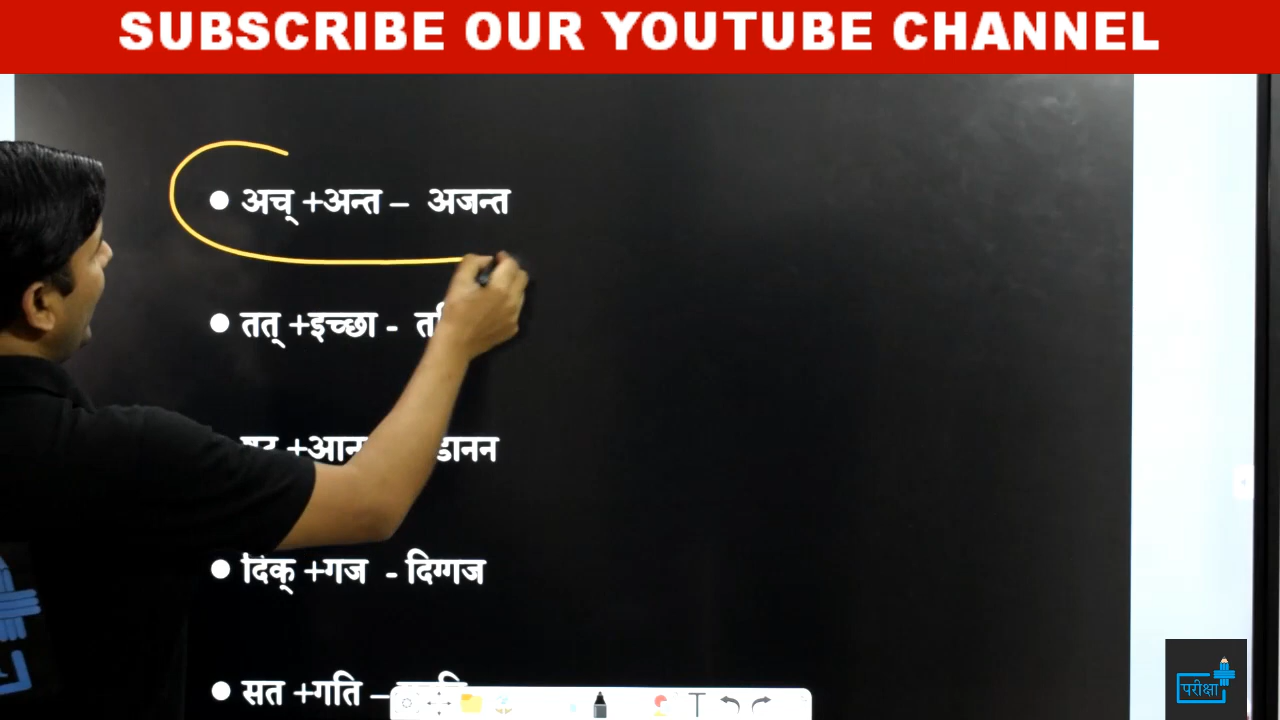 SUBSCRIBE OUR YOUTUBE CHANNEL
• अच् +अन्त – अजन्त
• तत् +इच्छा -
+आन डानन
• दिक् +गज - दिग्गज
• सत +गति –
परीक्षा